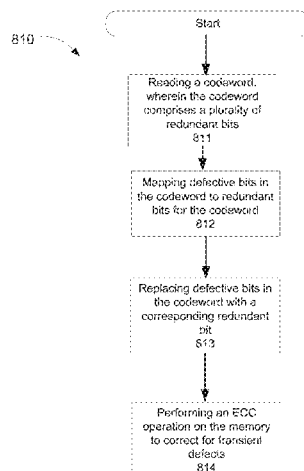 Start
810
Reading a codeword,
wherein the codeword
comprises a plurality of
redundant bits
811
Mapping defective bits in
the codeword to redundant
bits for the codeword
812
Replacing defective bits in
the codeword with a
corresponding redundant
bit
813
Performing an ECC
operation on the memory
to correct for transient
defects
814